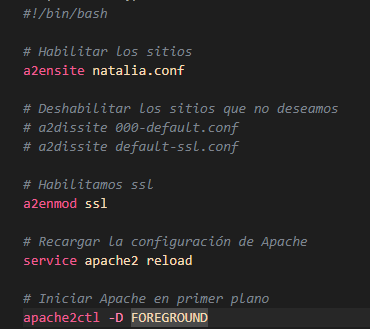 #!/bin/bash
# Habilitar los sitios
a2ensite natalia.conf
# Deshabilitar los sitios que no deseamos
# a2dissite 000-default.conf
# a2dissite default-ssl.conf
# Habilitamos ssl
a2enmod ssl
# Recargar la configuración de Apache
service apache2 reload
# Iniciar Apache en primer plano
apache2ctl -D FOREGROUND